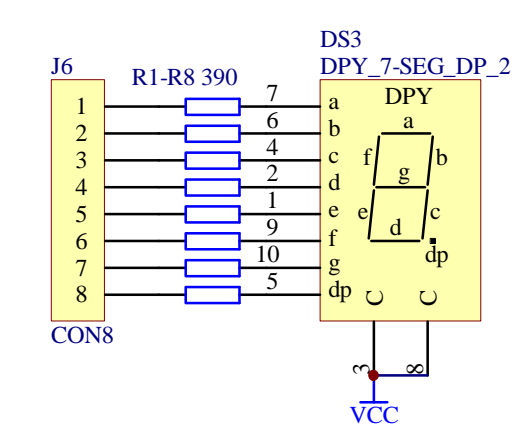 DS3
J6
DPY_7-SEG_DP_2
R1-R8 390
DPY
1
7
a
a
2
6
b
f
b
3
4
c
g
4
2
d
5
1
e
e
c
d
6
9
f
dp
7
10
g
8
5
dp
C
C
CON8
3
8
VCC